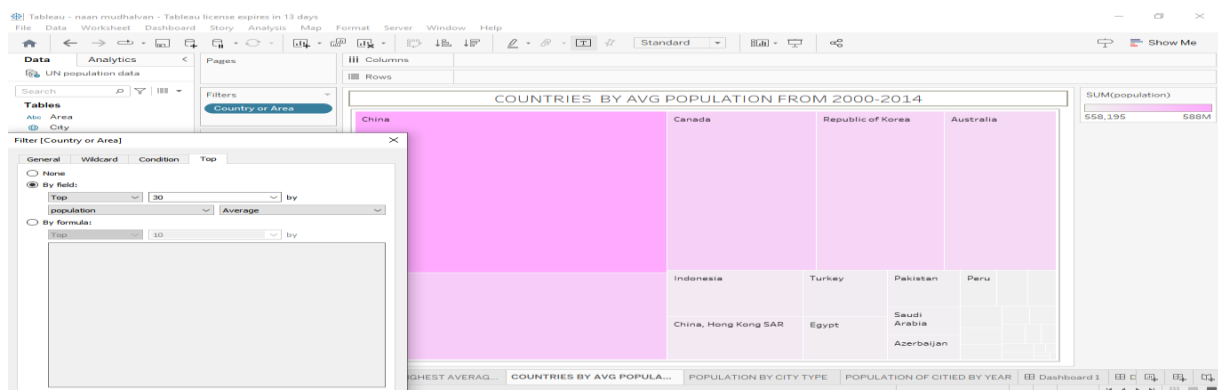 Tableau - naan mudhalvan - Tableau license expires in 13 days
File Data Worksheet Dashboard Story Analysis Map Format Server Window Help
Standard
Show Me
Data Analytics <
Pages
Columns
UN population data
Rows
Search
Filters
COUNTRIES BY AVG POPULATION FROM 2000-2014
SUM(population)
Tables
Country or Area
558,195 588M
Abc Area
City
China
Canada
Republic of Korea
Australia
Filter [Country or Area]
General Wildcard Condition Top
None
By field:
Top 30 by
population Average
By formula:
Top 10 by
Indonesia
Turkey
Pakistan
Peru
China, Hong Kong SAR
Egypt
Saudi
Arabia
Azerbaijan
IGHEST AVERAG... COUNTRIES BY AVG POPULA... POPULATION BY CITY TYPE POPULATION OF CITIED BY YEAR Dashboard 1